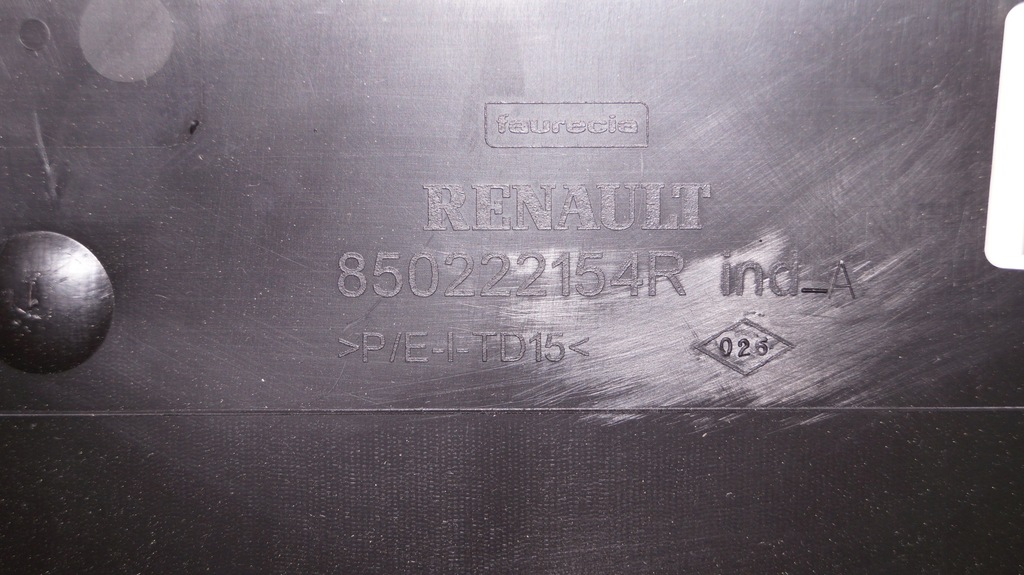 faurecia
RENAULT
850222154R ind_A
>P/E-I-TD15<
026